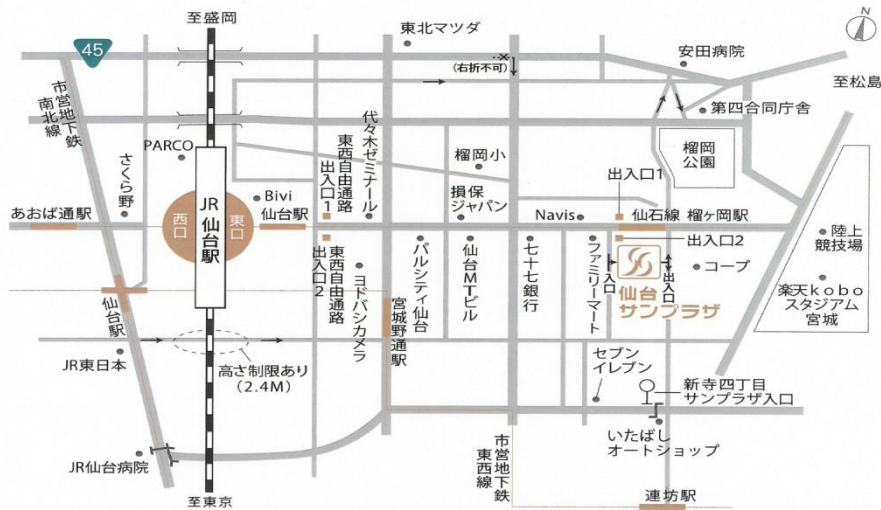 至盛岡
N
45
東北マツダ
(右折不可)
安田病院
至松島
第四合同庁舎
市営地下鉄
南北線
PARCO
さくら野
代々木ゼミナール
東西自由通路
出入口1
榴岡小
榴岡
公園
JR仙台駅
西口
東口
Bivi
仙台駅
あおば通駅
損保
ジャパン
Navis
出入口1
仙石線 榴ヶ岡駅
出入口2
陸上
競技場
東西自由通路
出入口2
ヨドバシカメラ
パルシティ仙台
仙台MTビル
七十七銀行
ファミリーマート
入口
出入口
コープ
仙台
サンプラザ
楽天kobo
スタジアム
宮城
仙台駅
宮城野通駅
JR東日本
高さ制限あり
(2.4M)
セブン
イレブン
新寺四丁目
サンプラザ入口
いたばし
オートショップ
JR仙台病院
市営地下鉄
東西線
連坊駅
至東京